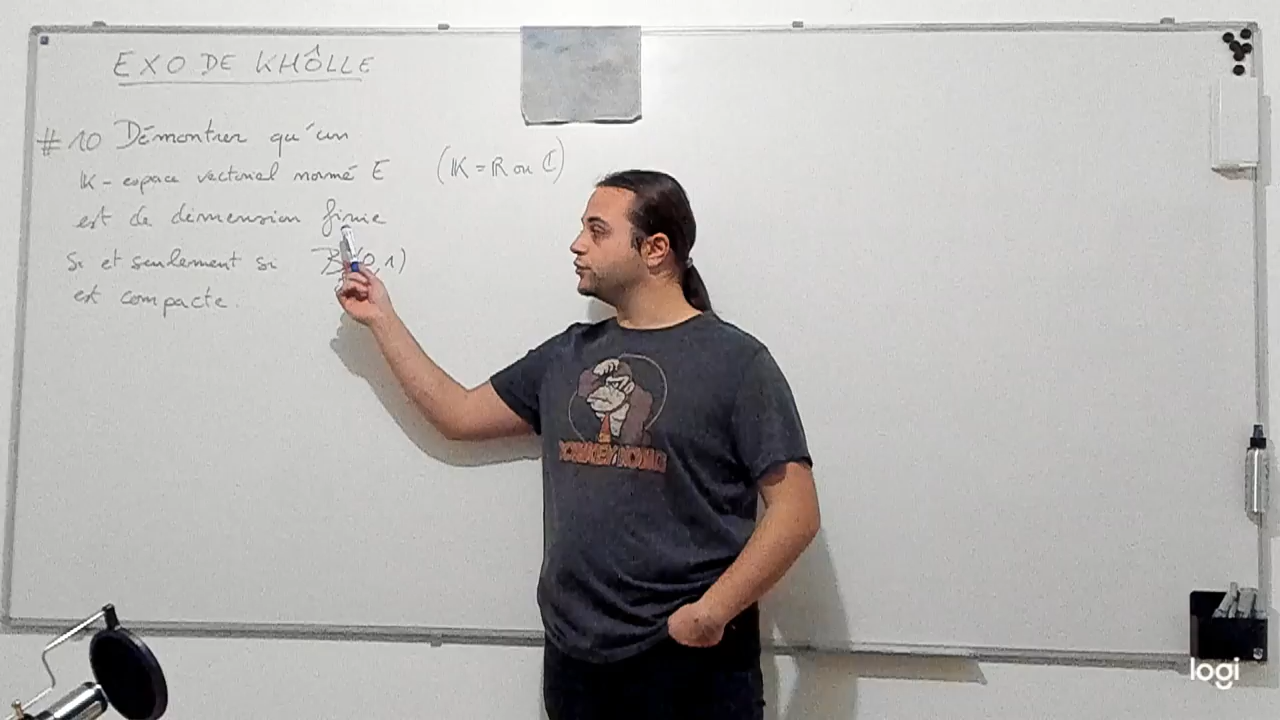 EXO DE KHÔLLE
#10 Démontrer qu'un
K-espace vectoriel normé E
(K = R ou C)
est de dimension finie
si et seulement si B(0,1)
est compacte.
DONKEY KONG
logi